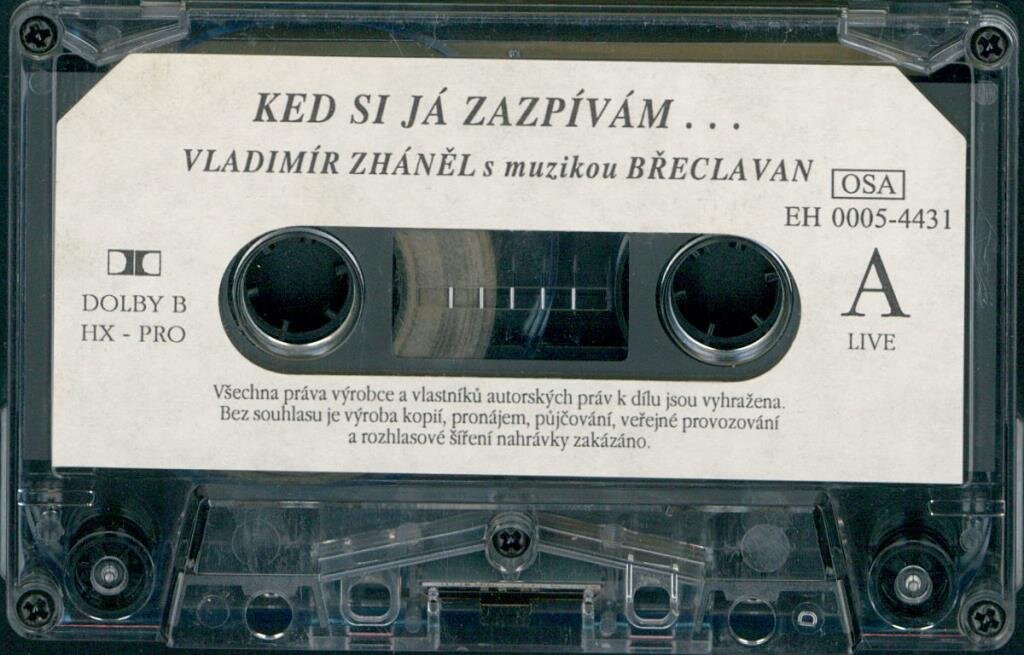 KED SI JÁ ZAZPÍVÁM . . .
VLADIMÍR ZHÁNĚL s muzikou BŘECLAVAN
OSA
EH 0005-4431
DOLBY B
HX - PRO
A
LIVE
Všechna práva výrobce a vlastníků autorských práv k dílu jsou vyhražena.
Bez souhlasu je výroba kopií, pronájem, půjčování, veřejné provozování
a rozhlasové šíření nahrávky zakázáno.